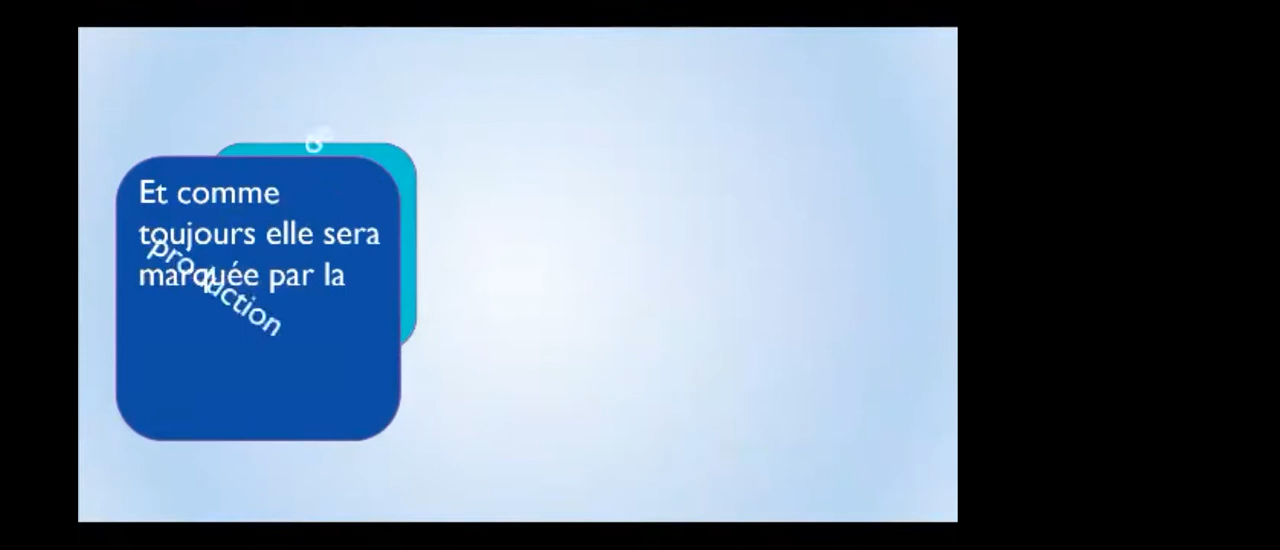 Et comme
toujours elle sera
marquée par la
production